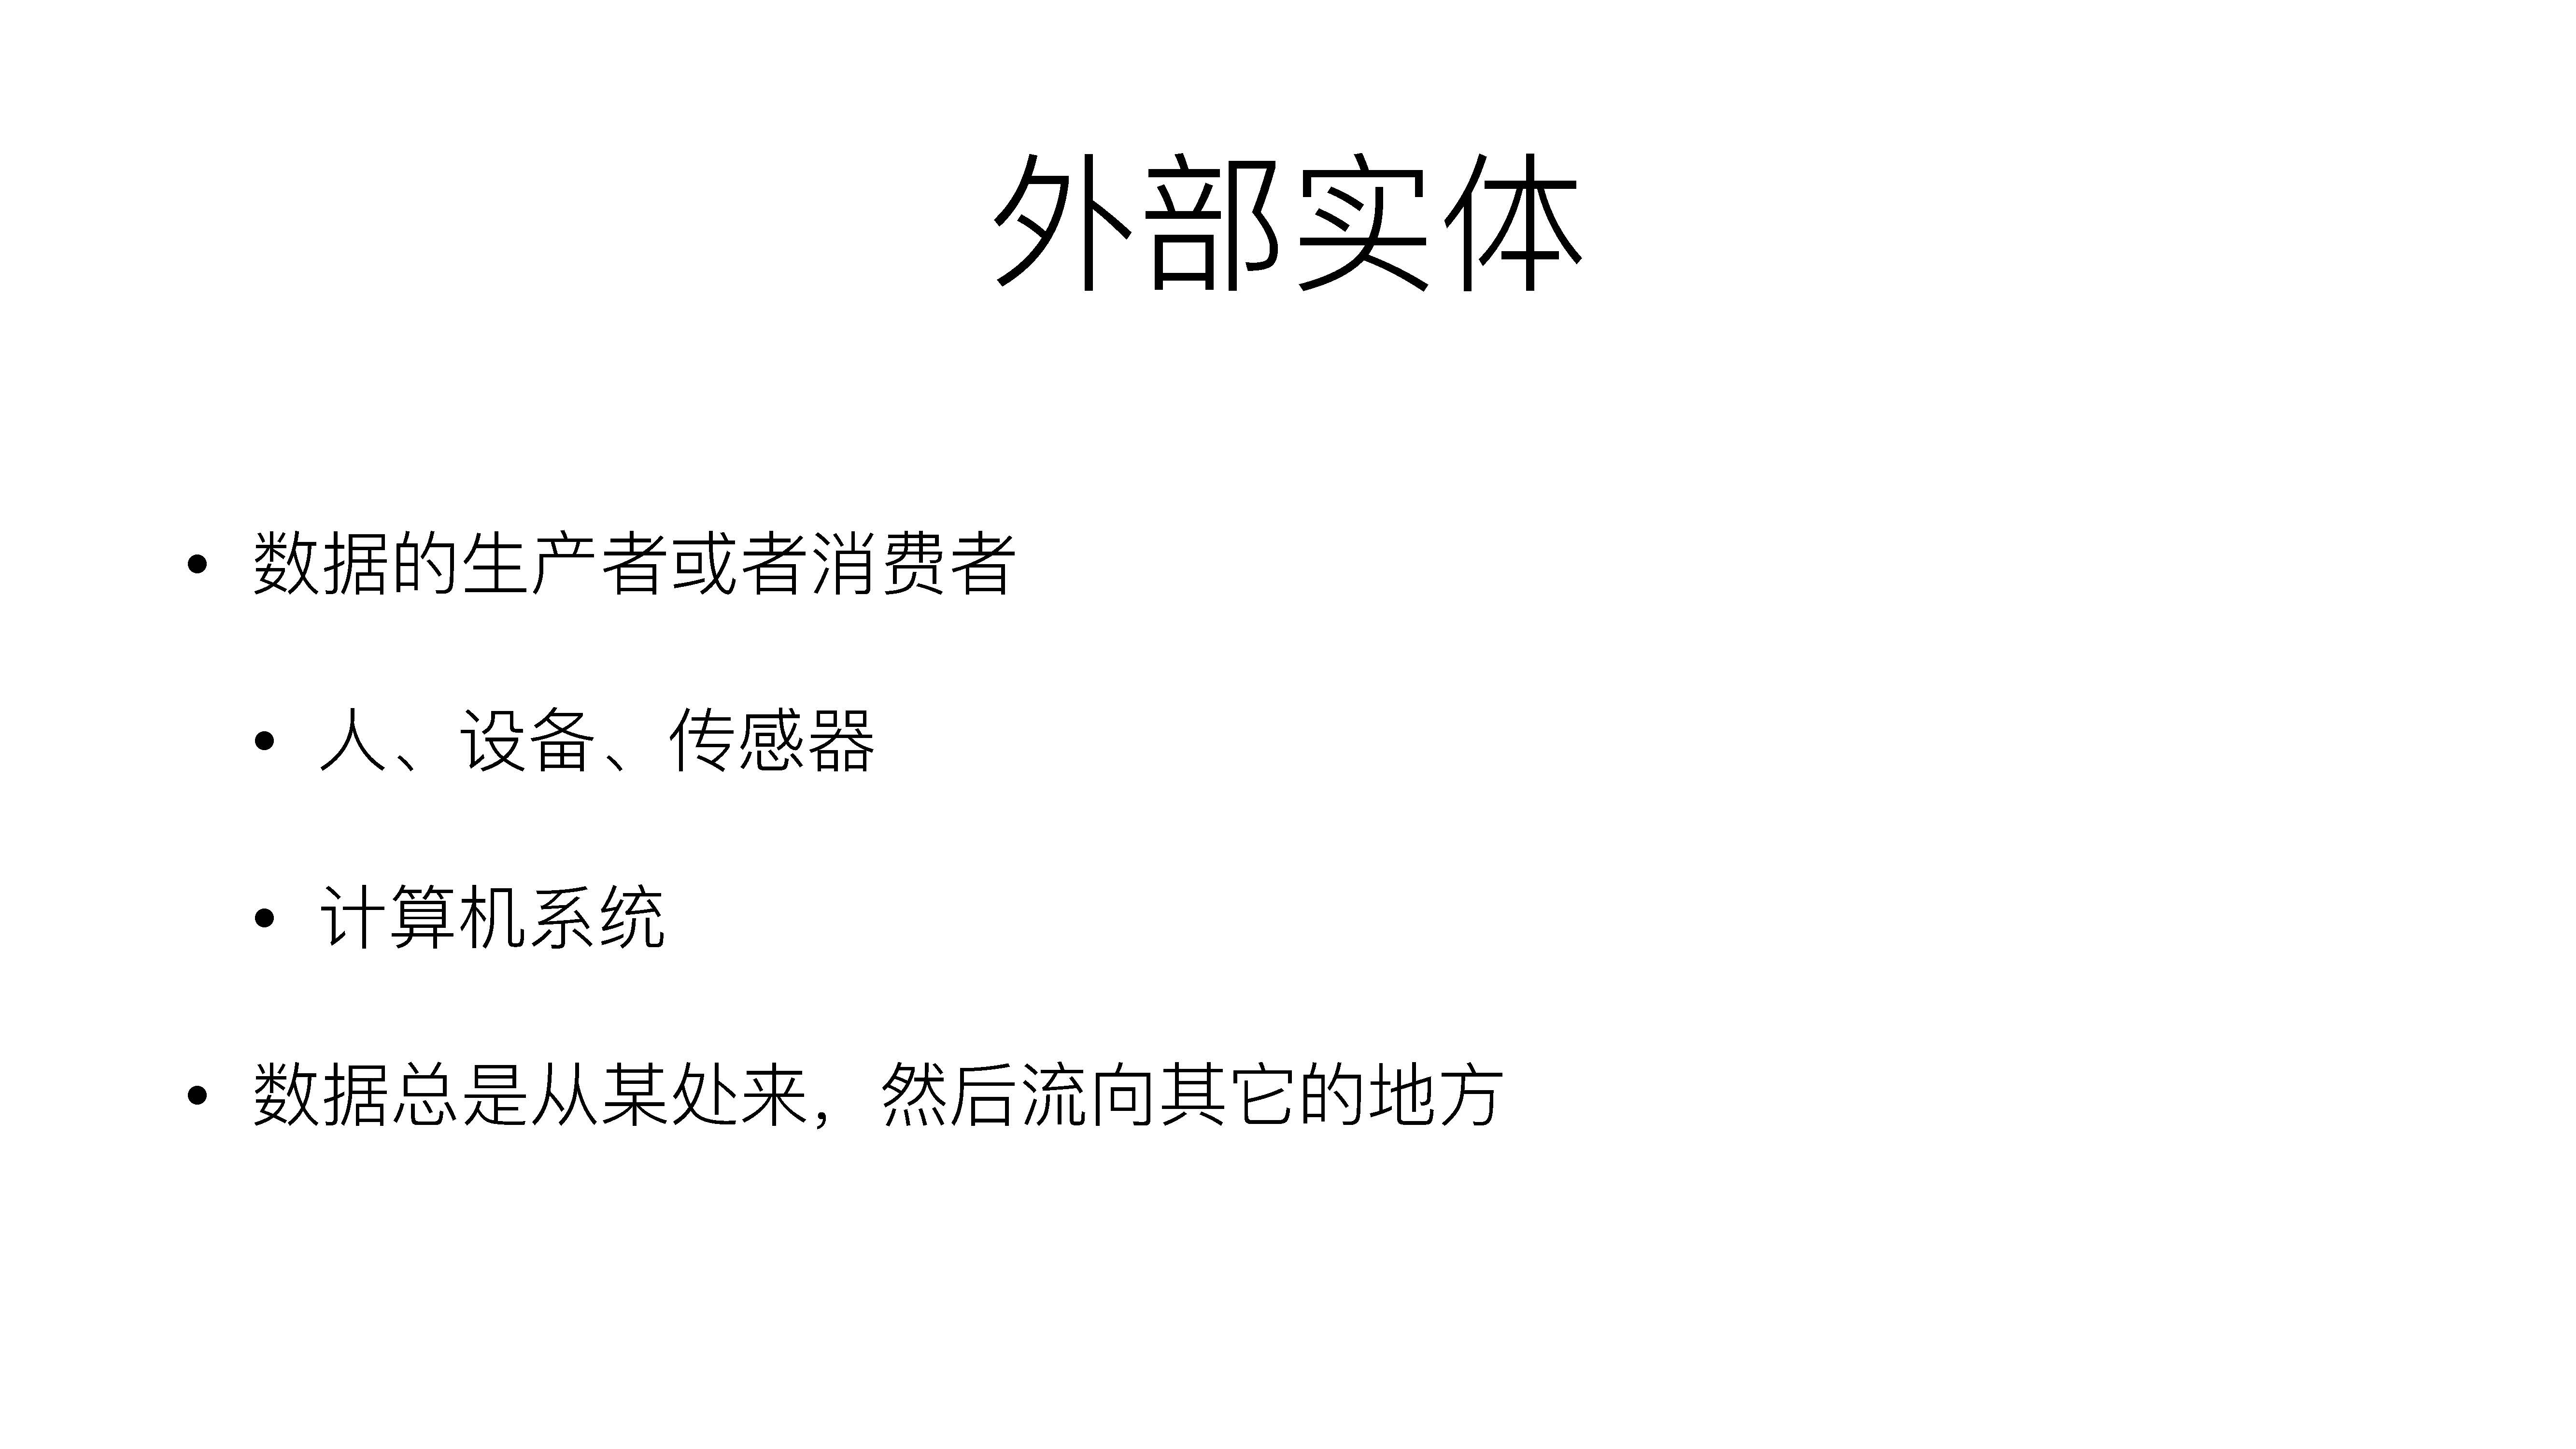 外部实体
• 数据的生产者或者消费者
• 人、设备、传感器
• 计算机系统
• 数据总是从某处来，然后流向其它的地方